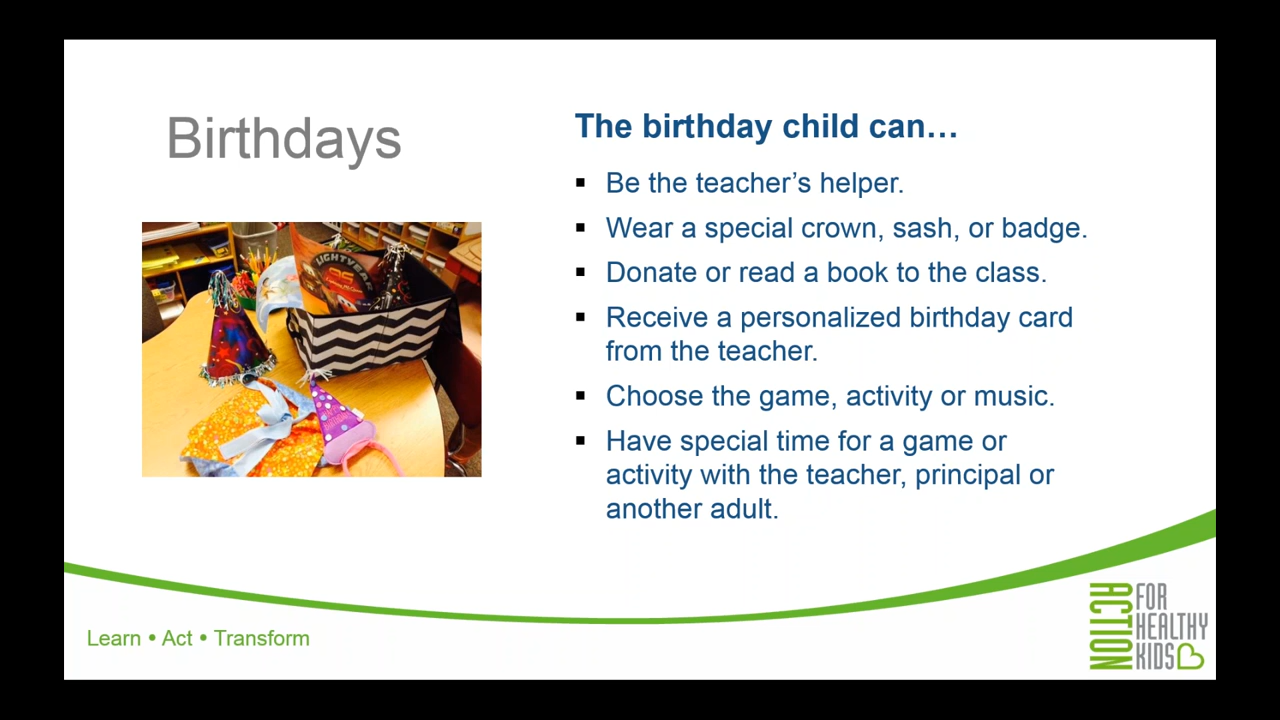 Birthdays
The birthday child can…
▪ Be the teacher’s helper.
▪ Wear a special crown, sash, or badge.
▪ Donate or read a book to the class.
▪ Receive a personalized birthday card
from the teacher.
▪ Choose the game, activity or music.
▪ Have special time for a game or
activity with the teacher, principal or
another adult.
LIGHTYEAR
95
Learn • Act • Transform
ACTION
FOR
HEALTHY
KIDS